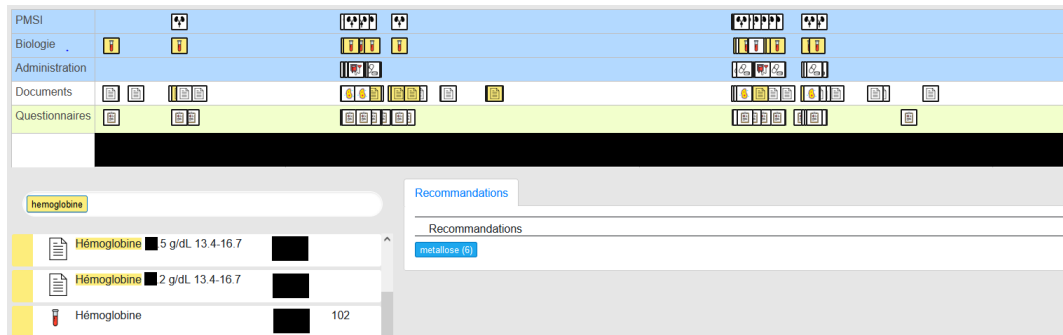 PMSI
Biologie
Administration
Documents
Questionnaires
hemoglobine
Hémoglobine .5 g/dL 13.4-16.7
Hémoglobine .2 g/dL 13.4-16.7
Hémoglobine 102
Recommandations
Recommandations
metallose (6)